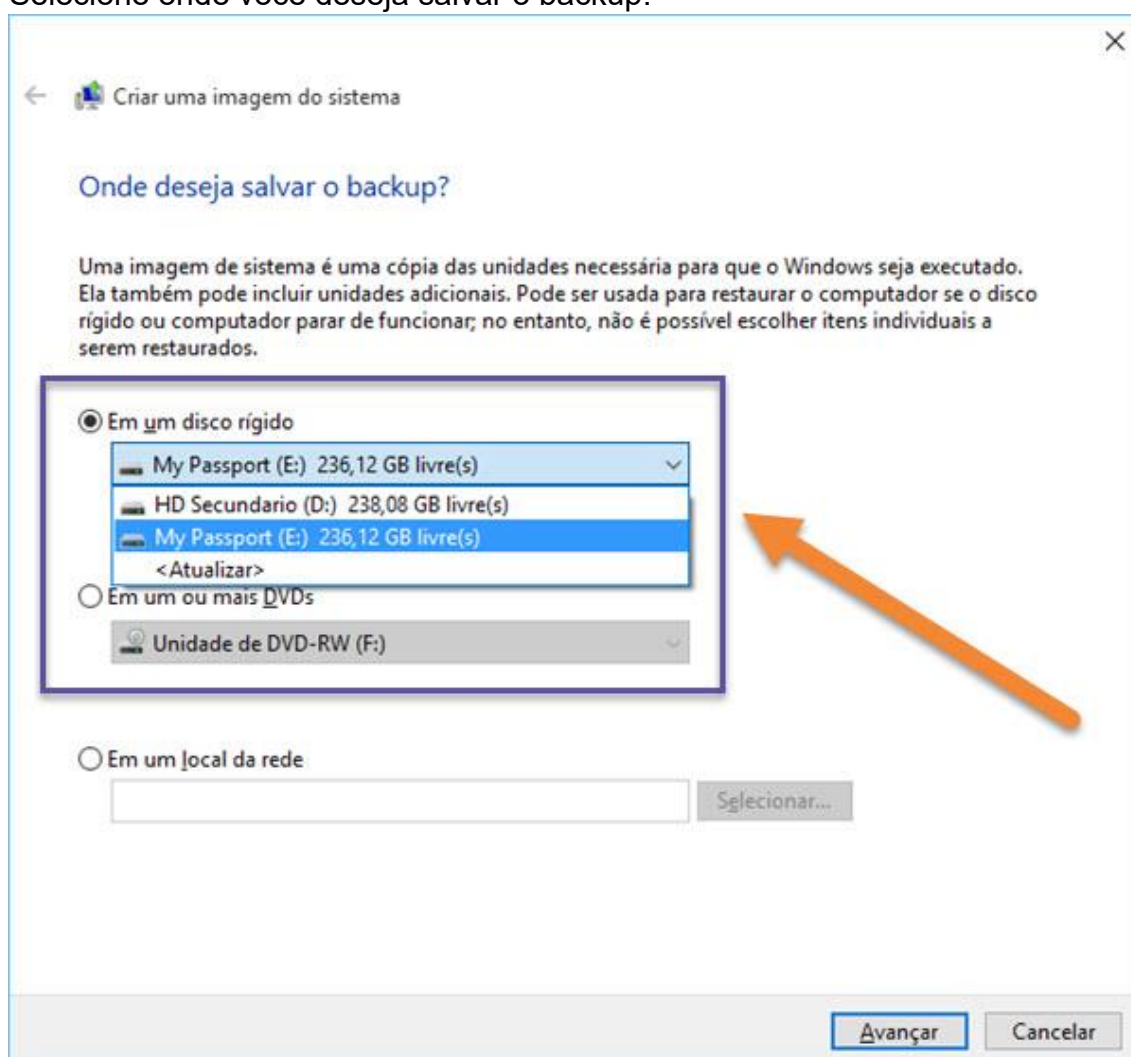 Selecione onde você deseja salvar o backup.
Criar uma imagem do sistema
Onde deseja salvar o backup?
Uma imagem de sistema é uma cópia das unidades necessária para que o Windows seja executado.
Ela também pode incluir unidades adicionais. Pode ser usada para restaurar o computador se o disco
rígido ou computador parar de funcionar; no entanto, não é possível escolher itens individuais a
serem restaurados.
Em um disco rígido
My Passport (E:) 236,12 GB livre(s)
HD Secundario (D:) 238,08 GB livre(s)
My Passport (E:) 236,12 GB livre(s)
<Atualizar>
Em um ou mais DVDs
Unidade de DVD-RW (F:)
Em um local da rede
Selecionar...
Avançar Cancelar